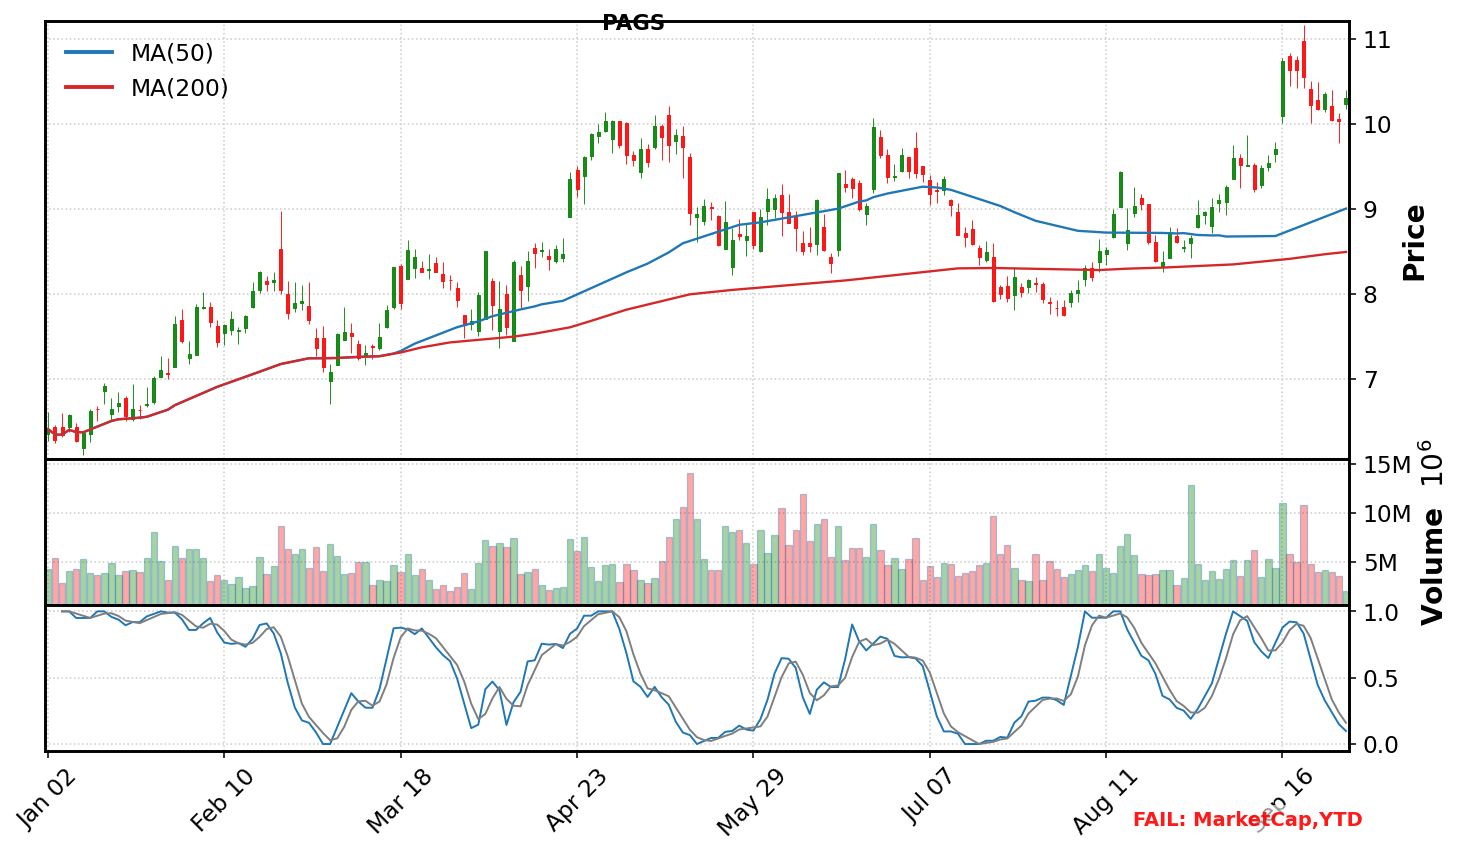 PAGS
MA(50)
MA(200)
11
10
9
8
7
Price
15M
10M
5M
Volume 10^6
1.0
0.5
0.0
Jan 02
Feb 10
Mar 18
Apr 23
May 29
Jul 07
Aug 11
Sep 16
FAIL: MarketCap,YTD